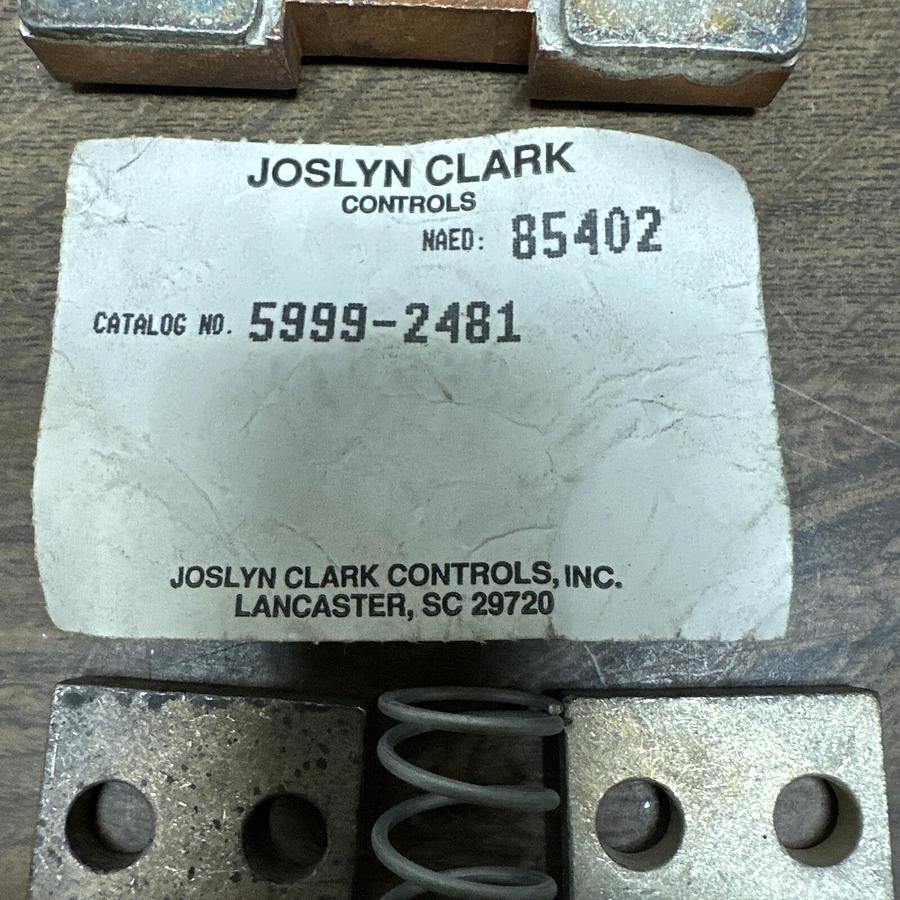 JOSLYN CLARK
CONTROLS
NAED: 85402
CATALOG NO. 5999-2481
JOSLYN CLARK CONTROLS, INC.
LANCASTER, SC 29720